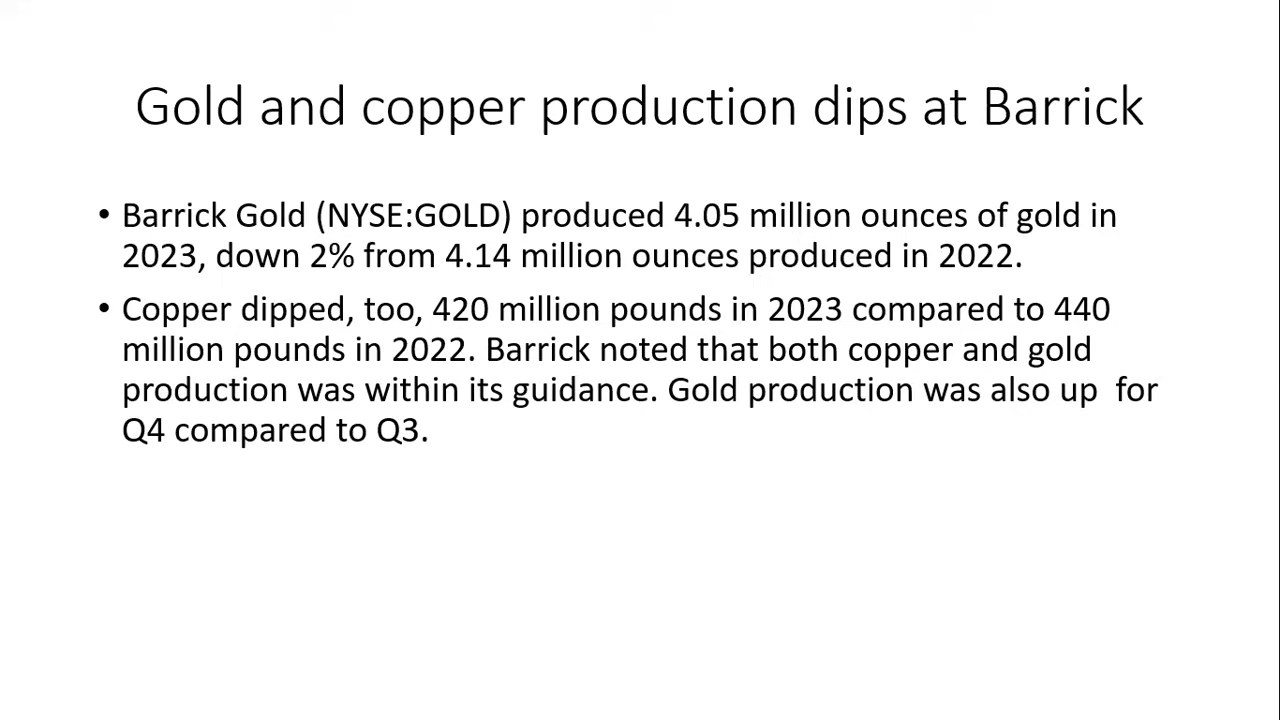 Gold and copper production dips at Barrick
• Barrick Gold (NYSE:GOLD) produced 4.05 million ounces of gold in
2023, down 2% from 4.14 million ounces produced in 2022.
• Copper dipped, too, 420 million pounds in 2023 compared to 440
million pounds in 2022. Barrick noted that both copper and gold
production was within its guidance. Gold production was also up  for
Q4 compared to Q3.